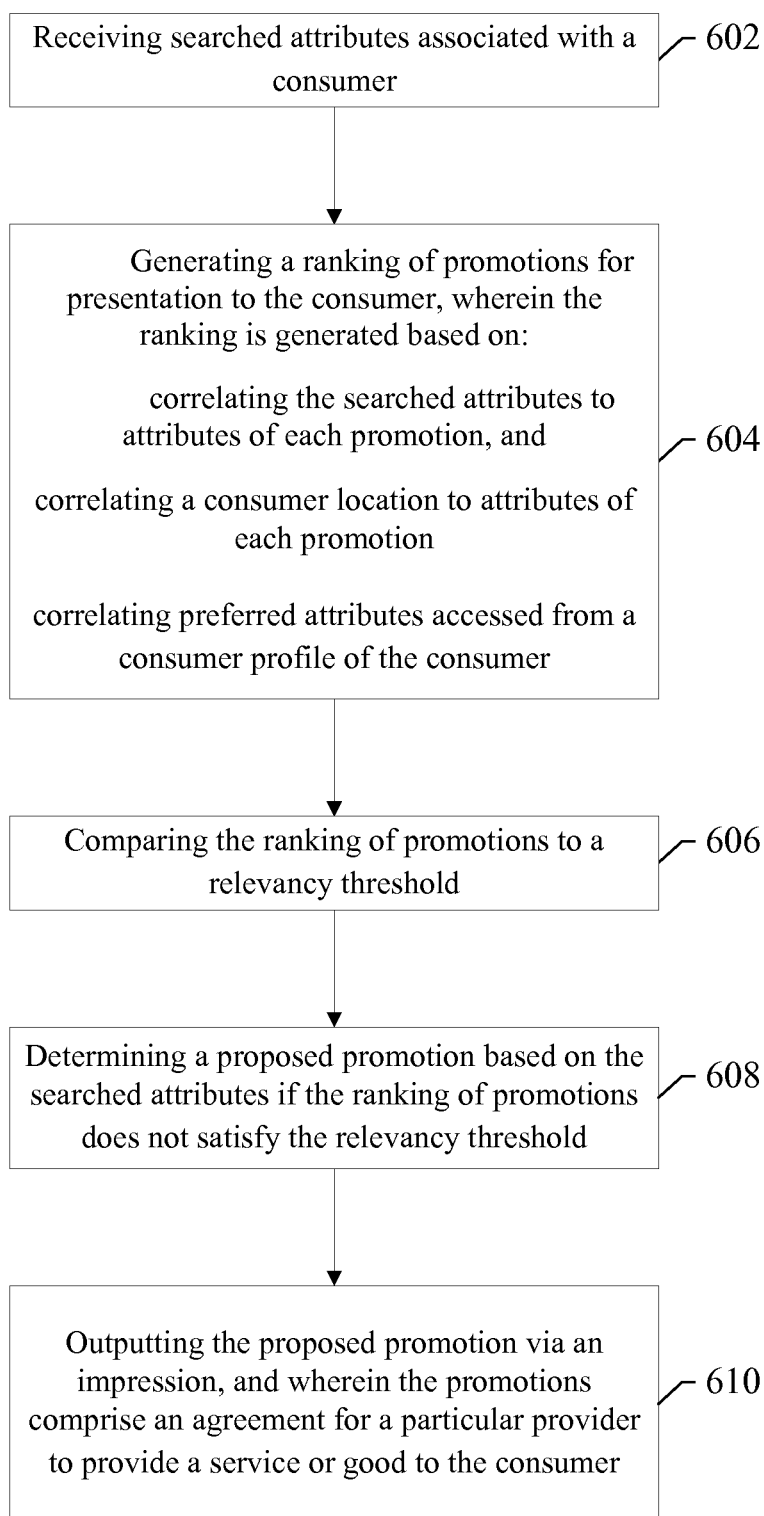 Receiving searched attributes associated with a
consumer
602
Generating a ranking of promotions for
presentation to the consumer, wherein the
ranking is generated based on:
correlating the searched attributes to
attributes of each promotion, and
correlating a consumer location to attributes of
each promotion
correlating preferred attributes accessed from a
consumer profile of the consumer
604
Comparing the ranking of promotions to a
relevancy threshold
606
Determining a proposed promotion based on the
searched attributes if the ranking of promotions
does not satisfy the relevancy threshold
608
Outputting the proposed promotion via an
impression, and wherein the promotions
comprise an agreement for a particular provider
to provide a service or good to the consumer
610